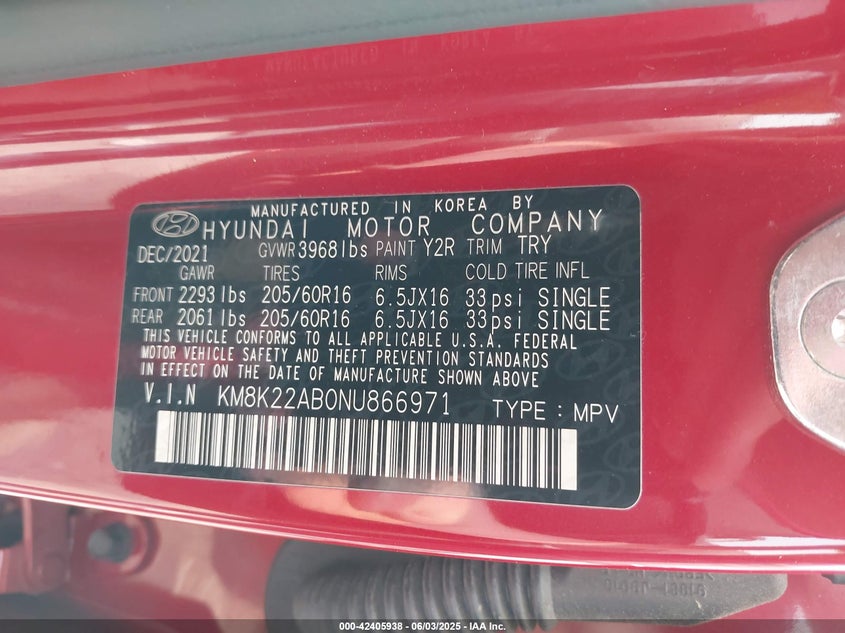 MANUFACTURED IN KOREA BY
HYUNDAI MOTOR COMPANY
DEC/2021 GVWR 3968lbs PAINT Y2R TRIM TRY
GAWR TIRES RIMS COLD TIRE INFL
FRONT 2293lbs 205/60R16 6.5JX16 33psi SINGLE
REAR 2061lbs 205/60R16 6.5JX16 33psi SINGLE
THIS VEHICLE CONFORMS TO ALL APPLICABLE U.S.A. FEDERAL
MOTOR VEHICLE SAFETY AND THEFT PREVENTION STANDARDS
IN EFFECT ON THE DATE OF MANUFACTURE SHOWN ABOVE
V.I.N KM8K22AB0NU866971 TYPE : MPV
000-42405938 - 06/03/2025 - IAA Inc.